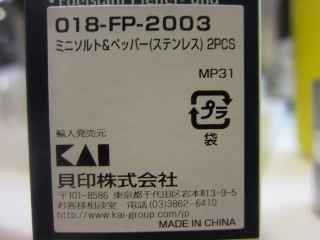 018-FP-2003
ミニソルト&ペッパー(ステンレス) 2PCS
MP31
プラ
袋
輸入発売元
KAI
貝印株式会社
〒101-8586 東京都千代田区岩本町3-9-5
お客様相談室 電話(03)3862-6410
http://www.kai-group.com/jp
MADE IN CHINA